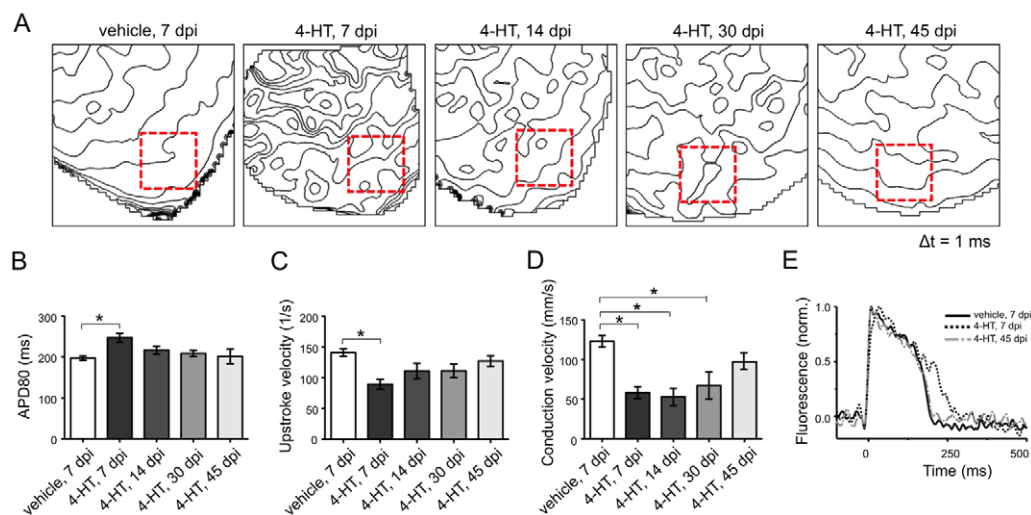 A
vehicle, 7 dpi
4-HT, 7 dpi
4-HT, 14 dpi
4-HT, 30 dpi
4-HT, 45 dpi
Δt = 1 ms
B
APD80 (ms)
300
200
100
0
*
vehicle, 7 dpi
4-HT, 7 dpi
4-HT, 14 dpi
4-HT, 30 dpi
4-HT, 45 dpi
C
Upstroke velocity (1/s)
200
150
100
50
0
*
vehicle, 7 dpi
4-HT, 7 dpi
4-HT, 14 dpi
4-HT, 30 dpi
4-HT, 45 dpi
D
Conduction velocity (mm/s)
150
100
50
0
*
*
*
vehicle, 7 dpi
4-HT, 7 dpi
4-HT, 14 dpi
4-HT, 30 dpi
4-HT, 45 dpi
E
Fluorescence (norm.)
1.0
0.5
0.0
vehicle, 7 dpi
4-HT, 7 dpi
4-HT, 45 dpi
0
250
500
Time (ms)